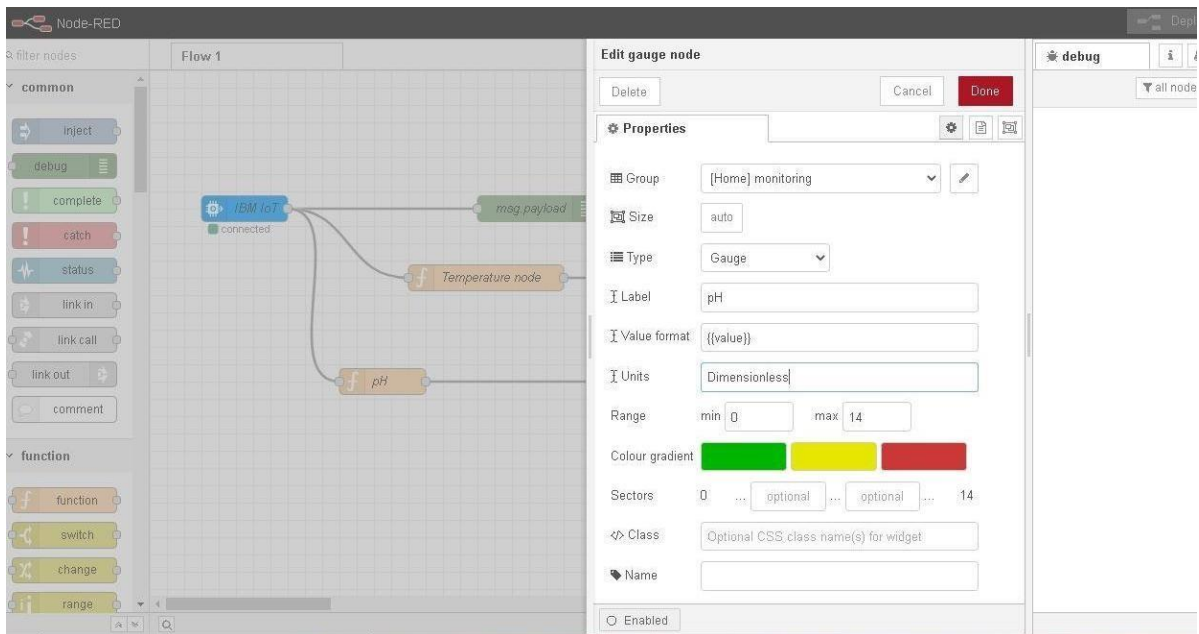 Node-RED
Depl
filter nodes
Flow 1
Edit gauge node
debug
i
common
Delete
Cancel
Done
all node
inject
Properties
debug
Group
[Home] monitoring
complete
IBM IoT
msg.payload
Size
auto
connected
catch
status
Type
Gauge
Temperature node
link in
Label
pH
link call
Value format
{{value}}
link out
pH
Units
Dimensionless
comment
Range
min 0
max 14
function
Colour gradient
function
Sectors
0 ... optional ... optional ... 14
switch
</> Class
Optional CSS class name(s) for widget
change
Name
range
Enabled